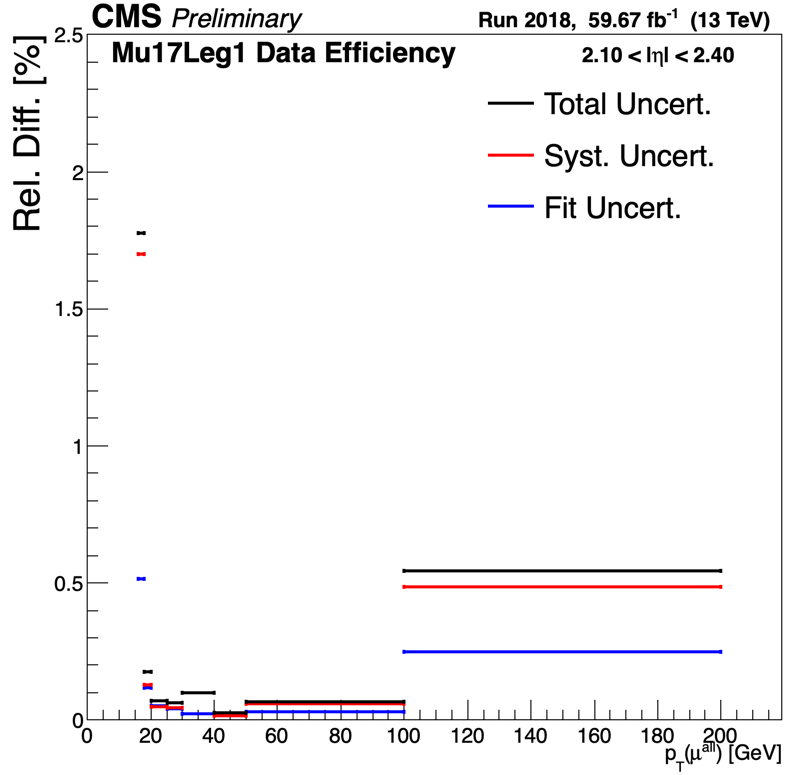 CMS Preliminary Run 2018, 59.67 fb⁻¹ (13 TeV)
Mu17Leg1 Data Efficiency 2.10 < |η| < 2.40
Total Uncert.
Syst. Uncert.
Fit Uncert.
Rel. Diff. [%]
2.5
2
1.5
1
0.5
0
0 20 40 60 80 100 120 140 160 180 200
p_T(μ^all) [GeV]